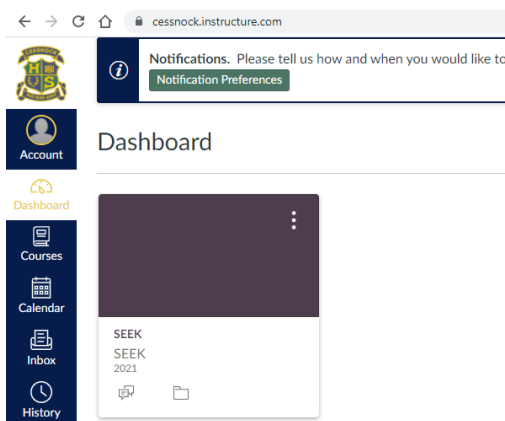 cessnock.instructure.com
CESSNOCK
H S
Notifications. Please tell us how and when you would like to
Notification Preferences
Account
Dashboard
Dashboard
Courses
Calendar
Inbox
History
SEEK
SEEK
2021